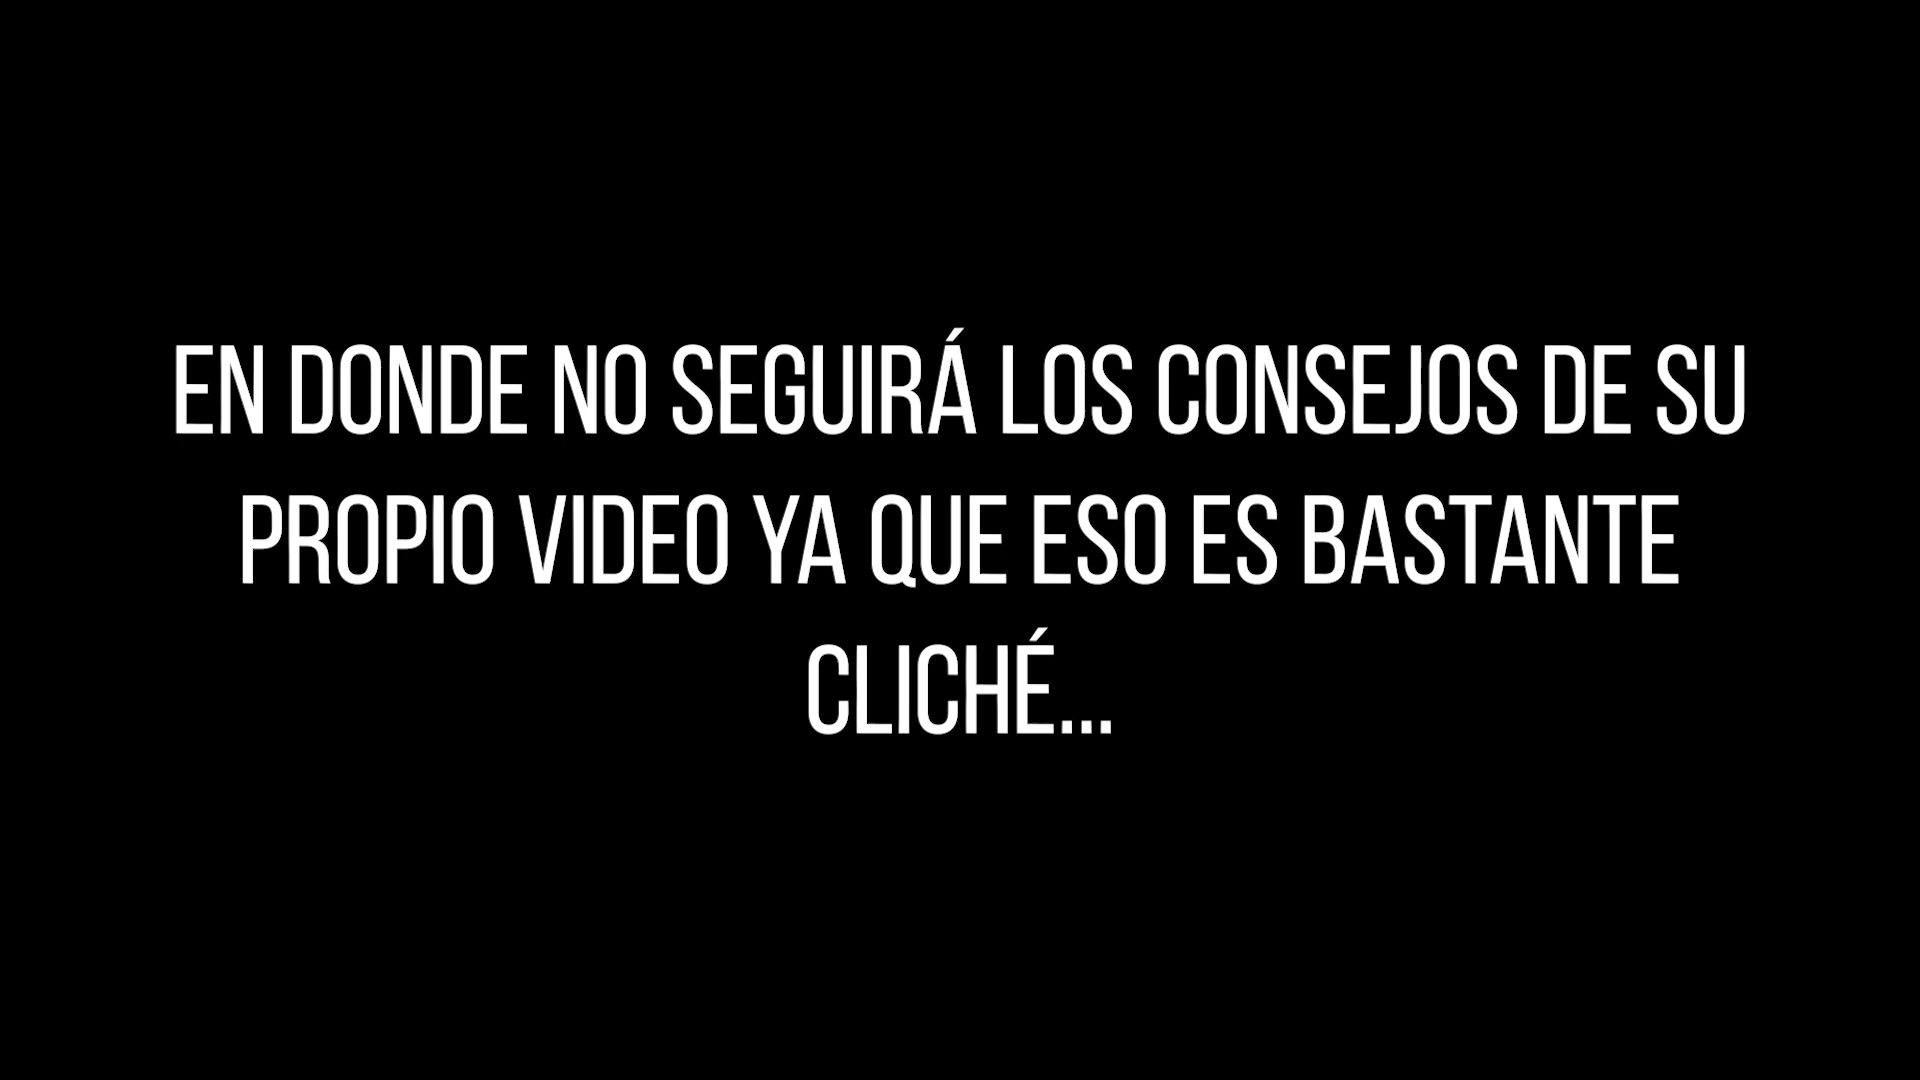 EN DONDE NO SEGUIRÁ LOS CONSEJOS DE SU
PROPIO VIDEO YA QUE ESO ES BASTANTE
CLICHÉ...